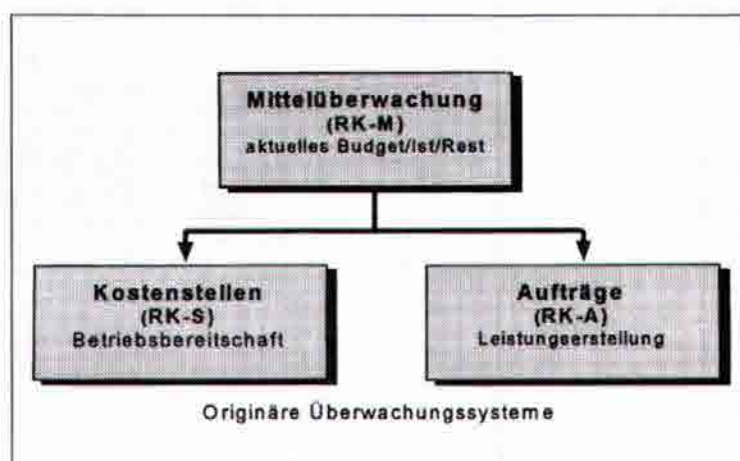 Mittelüberwachung
(RK-M)
aktuelles Budget/Ist/Rest
Kostenstellen
(RK-S)
Betriebsbereitschaft
Aufträge
(RK-A)
Leistungserstellung
Originäre Überwachungssysteme